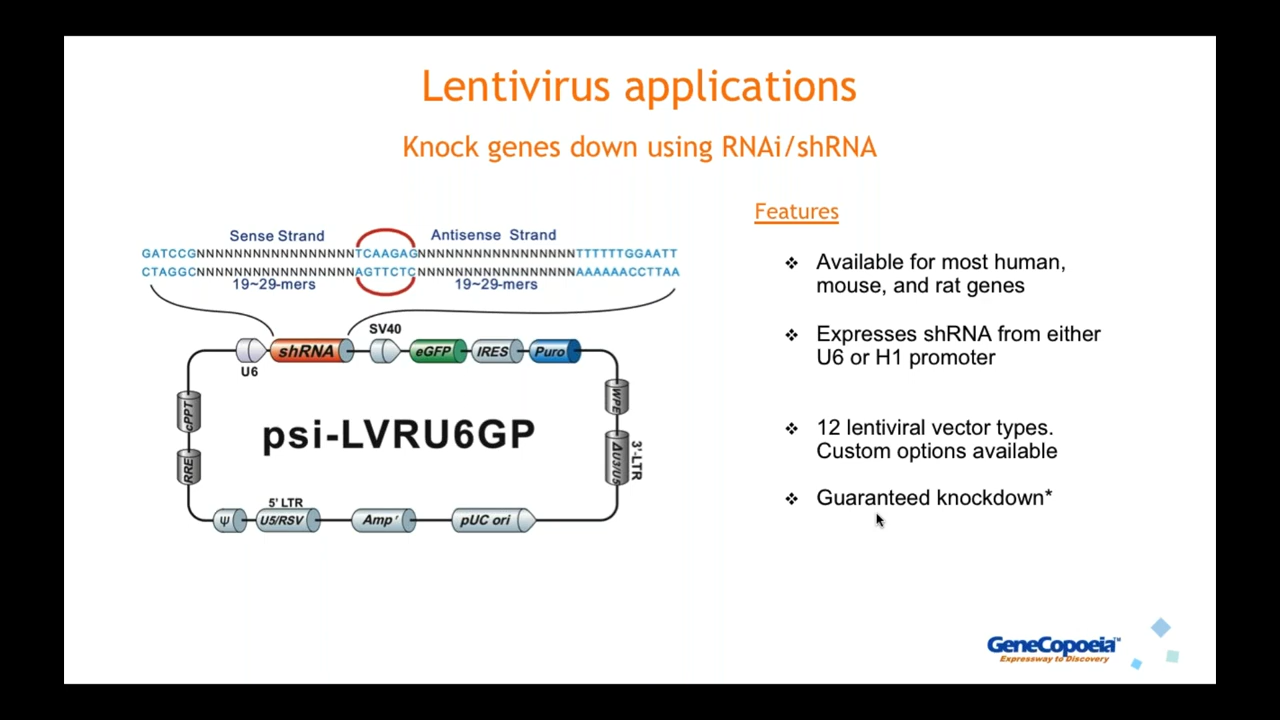 Lentivirus applications
Knock genes down using RNAi/shRNA
Features
❖ Available for most human,
mouse, and rat genes
❖ Expresses shRNA from either
U6 or H1 promoter
❖ 12 lentiviral vector types.
Custom options available
❖ Guaranteed knockdown*
Sense Strand Antisense Strand
GATCCGNNNNNNNNNNNNNNNNNNNTCAAGAGNNNNNNNNNNNNNNNNNNNTTTTTTGGAATT
CTAGGCNNNNNNNNNNNNNNNNNNNAGTTCTCNNNNNNNNNNNNNNNNNNNAAAAAACCTTAA
19~29-mers 19~29-mers
SV40
shRNA eGFP IRES Puro
U6
cPPT
WPE
psi-LVRU6GP
RRE
ΔU3/U5
3'-LTR
5' LTR
Ψ U5/RSV Ampʳ pUC ori
GeneCopoeia™
Expressway to Discovery